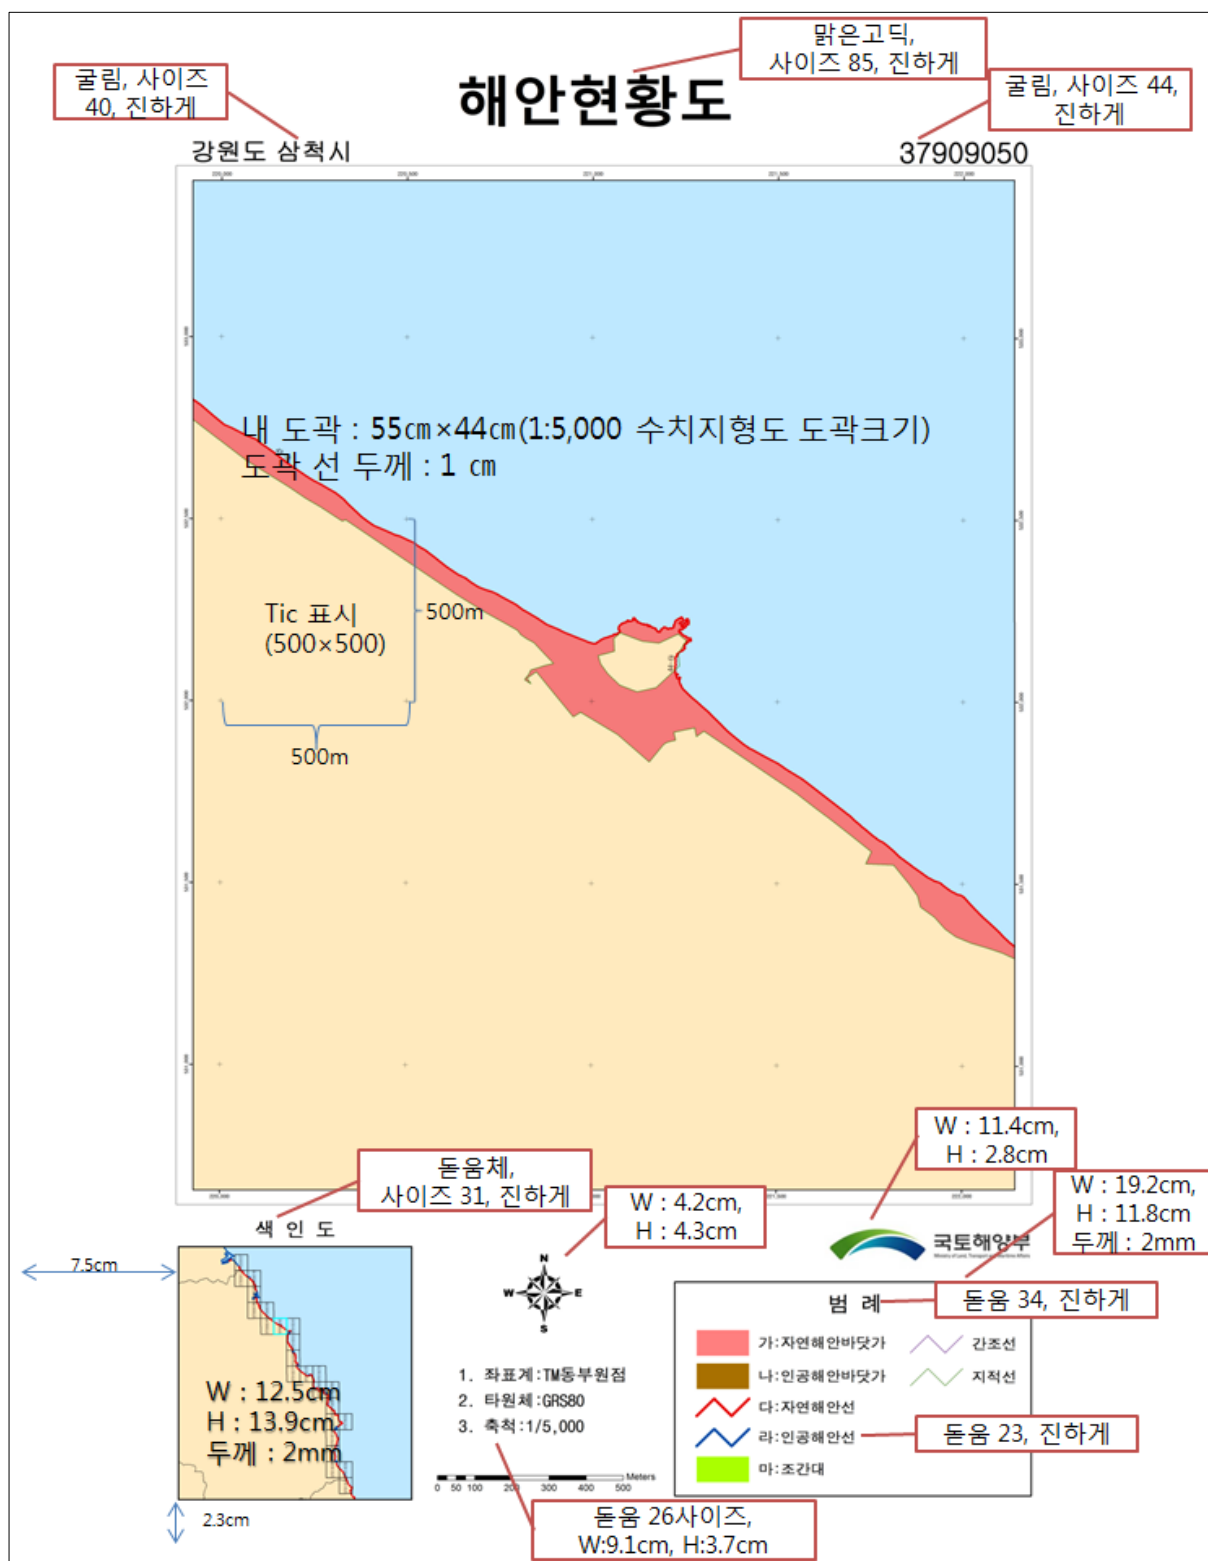 맑은고딕,
사이즈 85, 진하게
굴림, 사이즈
40, 진하게
해안현황도
굴림, 사이즈 44,
진하게
강원도 삼척시
37909050
내 도곽 : 55㎝×44㎝(1:5,000 수치지형도 도곽크기)
도곽 선 두께 : 1 ㎝
Tic 표시
(500×500)
500m
500m
W : 11.4cm,
H : 2.8cm
돋움체,
사이즈 31, 진하게
W : 4.2cm,
H : 4.3cm
W : 19.2cm,
H : 11.8cm
두께 : 2mm
색 인 도
국토해양부
7.5cm
N
W
E
S
범 례
돋움 34, 진하게
가:자연해안바닷가
간조선
나:인공해안바닷가
지적선
다:자연해안선
라:인공해안선
마:조간대
돋움 23, 진하게
1. 좌표계:TM동부원점
2. 타원체:GRS80
3. 축척:1/5,000
W : 12.5cm
H : 13.9cm
두께 : 2mm
Meters
0 50 100 200 300 400 500
2.3cm
돋움 26사이즈,
W:9.1cm, H:3.7cm